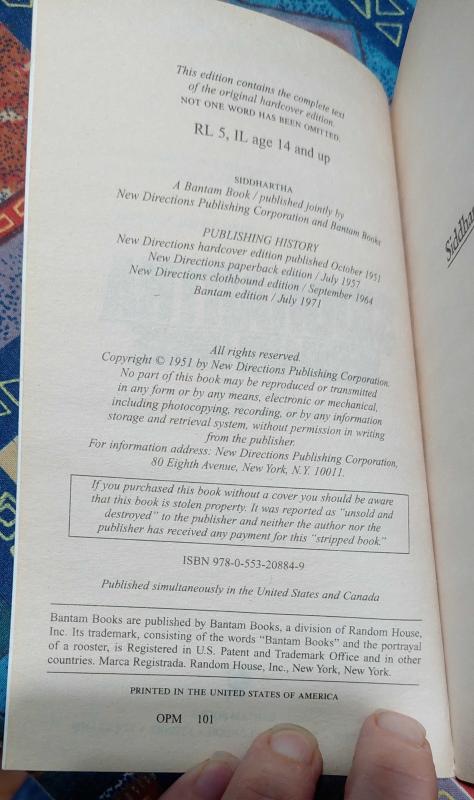 This edition contains the complete text
of the original hardcover edition.
NOT ONE WORD HAS BEEN OMITTED.
RL 5, IL age 14 and up
SIDDHARTHA
A Bantam Book / published jointly by
New Directions Publishing Corporation and Bantam Books
PUBLISHING HISTORY
New Directions hardcover edition published October 1951
New Directions paperback edition / July 1957
New Directions clothbound edition / September 1964
Bantam edition / July 1971
All rights reserved.
Copyright © 1951 by New Directions Publishing Corporation.
No part of this book may be reproduced or transmitted
in any form or by any means, electronic or mechanical,
including photocopying, recording, or by any information
storage and retrieval system, without permission in writing
from the publisher.
For information address: New Directions Publishing Corporation,
80 Eighth Avenue, New York, N.Y. 10011.
If you purchased this book without a cover you should be aware
that this book is stolen property. It was reported as "unsold and
destroyed" to the publisher and neither the author nor the
publisher has received any payment for this "stripped book."
ISBN 978-0-553-20884-9
Published simultaneously in the United States and Canada
Bantam Books are published by Bantam Books, a division of Random House,
Inc. Its trademark, consisting of the words "Bantam Books" and the portrayal
of a rooster, is Registered in U.S. Patent and Trademark Office and in other
countries. Marca Registrada. Random House, Inc., New York, New York.
PRINTED IN THE UNITED STATES OF AMERICA
OPM 101